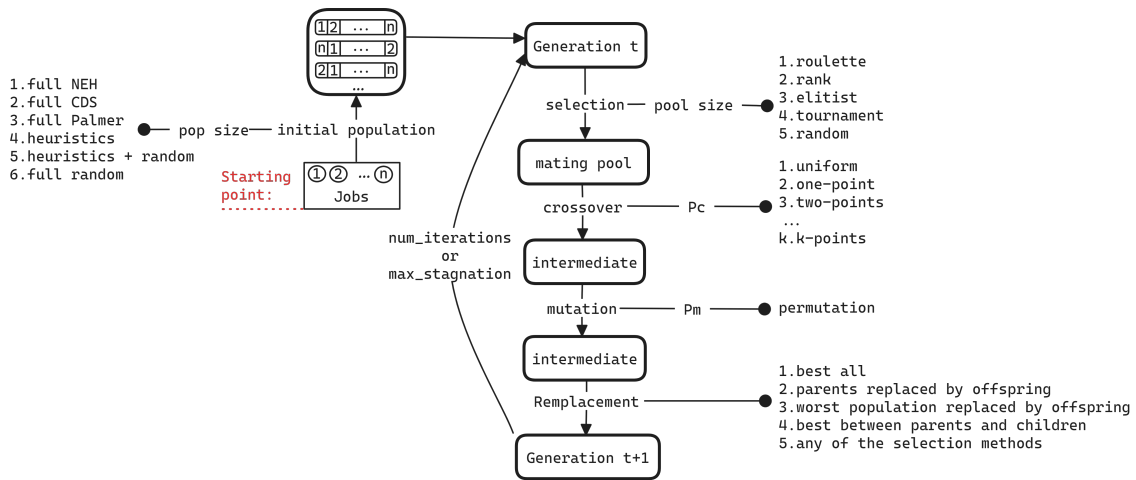 1 2 ... n
n 1 ... 2
2 1 ... n
...
1.full NEH
2.full CDS
3.full Palmer
4.heuristics
5.heuristics + random
6.full random
pop size
initial population
Starting
point:
1 2 ... n
Jobs
Generation t
selection
pool size
1.roulette
2.rank
3.elitist
4.tournament
5.random
mating pool
crossover
Pc
1.uniform
2.one-point
3.two-points
...
k.k-points
num_iterations
or
max_stagnation
intermediate
mutation
Pm
permutation
intermediate
Remplacement
1.best all
2.parents replaced by offspring
3.worst population replaced by offspring
4.best between parents and children
5.any of the selection methods
Generation t+1